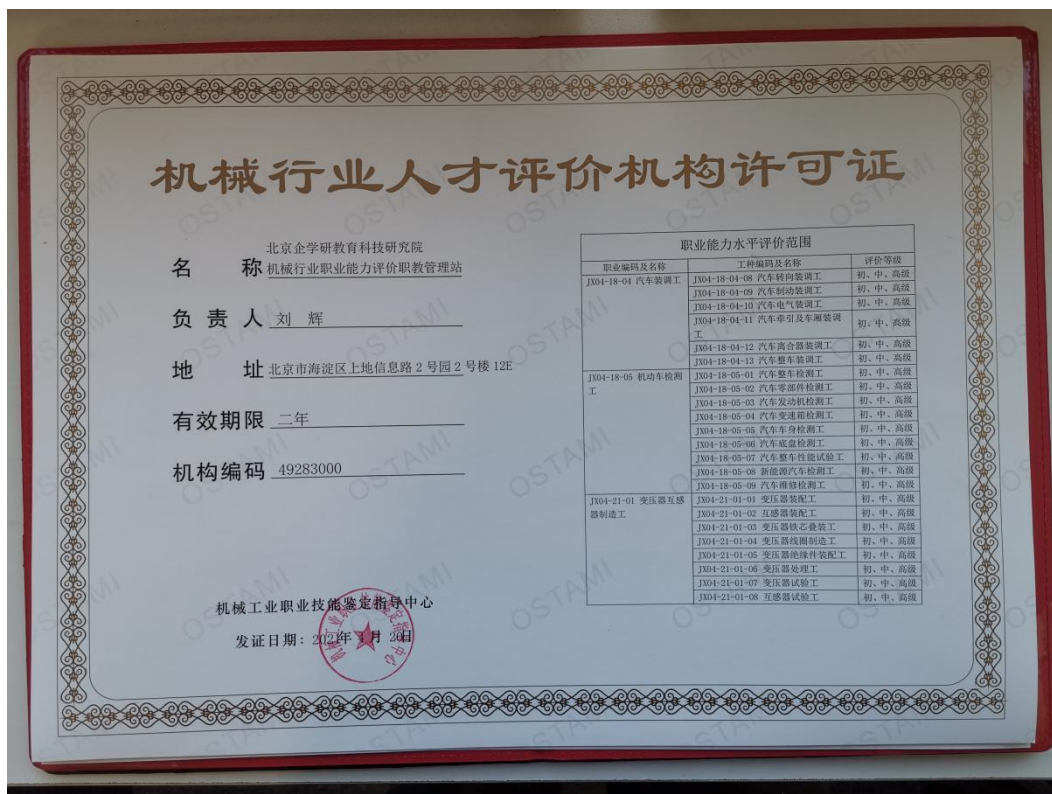 机械行业人才评价机构许可证
北京企学研教育科技研究院
名 称 机械行业职业能力评价职教管理站
负责人 刘 辉
地 址 北京市海淀区上地信息路2号园2号楼12E
有效期限 二年
机构编码 49283000
机械工业职业技能鉴定指导中心
发证日期：2021年1月20日
职业能力水平评价范围
职业编码及名称 工种编码及名称 评价等级
JX04-18-04 汽车装调工 JX04-18-04-08 汽车转向装调工 初、中、高级
JX04-18-04-09 汽车制动装调工 初、中、高级
JX04-18-04-10 汽车电气装调工 初、中、高级
JX04-18-04-11 汽车牵引及车厢装调
工 初、中、高级
JX04-18-04-12 汽车离合器装调工 初、中、高级
JX04-18-04-13 汽车整车装调工 初、中、高级
JX04-18-05 机动车检测 JX04-18-05-01 汽车整车检测工 初、中、高级
工 JX04-18-05-02 汽车零部件检测工 初、中、高级
JX04-18-05-03 汽车发动机检测工 初、中、高级
JX04-18-05-04 汽车变速箱检测工 初、中、高级
JX04-18-05-05 汽车车身检测工 初、中、高级
JX04-18-05-06 汽车底盘检测工 初、中、高级
JX04-18-05-07 汽车整车性能试验工 初、中、高级
JX04-18-05-08 新能源汽车检测工 初、中、高级
JX04-18-05-09 汽车维修检测工 初、中、高级
JX04-21-01 变压器互感 JX04-21-01-01 变压器装配工 初、中、高级
器制造工 JX04-21-01-02 互感器装配工 初、中、高级
JX04-21-01-03 变压器铁芯叠装工 初、中、高级
JX04-21-01-04 变压器线圈制造工 初、中、高级
JX04-21-01-05 变压器绝缘件装配工 初、中、高级
JX04-21-01-06 变压器处理工 初、中、高级
JX04-21-01-07 变压器试验工 初、中、高级
JX04-21-01-08 互感器试验工 初、中、高级
OSTAMI